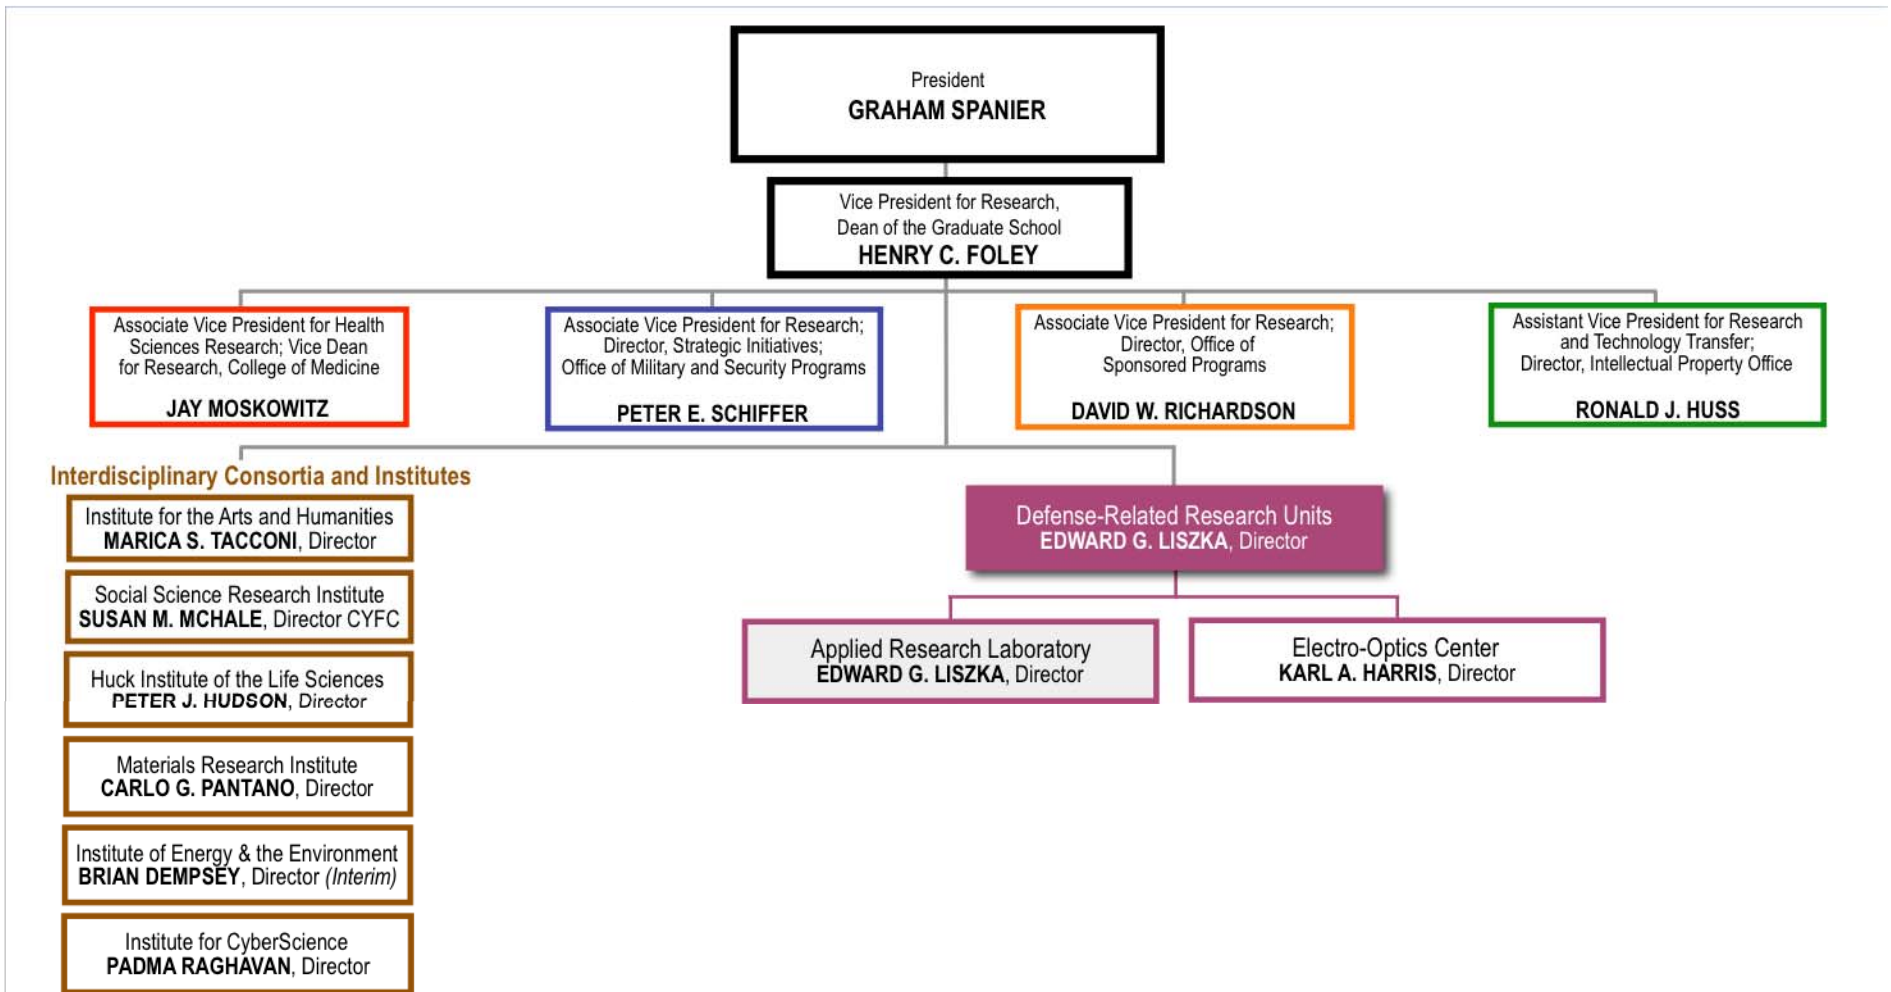 President
GRAHAM SPANIER
Vice President for Research,
Dean of the Graduate School
HENRY C. FOLEY
Associate Vice President for Health
Sciences Research; Vice Dean
for Research, College of Medicine
JAY MOSKOWITZ
Associate Vice President for Research;
Director, Strategic Initiatives;
Office of Military and Security Programs
PETER E. SCHIFFER
Associate Vice President for Research;
Director, Office of
Sponsored Programs
DAVID W. RICHARDSON
Assistant Vice President for Research
and Technology Transfer;
Director, Intellectual Property Office
RONALD J. HUSS
Interdisciplinary Consortia and Institutes
Institute for the Arts and Humanities
MARICA S. TACCONI, Director
Social Science Research Institute
SUSAN M. MCHALE, Director CYFC
Huck Institute of the Life Sciences
PETER J. HUDSON, Director
Materials Research Institute
CARLO G. PANTANO, Director
Institute of Energy & the Environment
BRIAN DEMPSEY, Director (Interim)
Institute for CyberScience
PADMA RAGHAVAN, Director
Defense-Related Research Units
EDWARD G. LISZKA, Director
Applied Research Laboratory
EDWARD G. LISZKA, Director
Electro-Optics Center
KARL A. HARRIS, Director